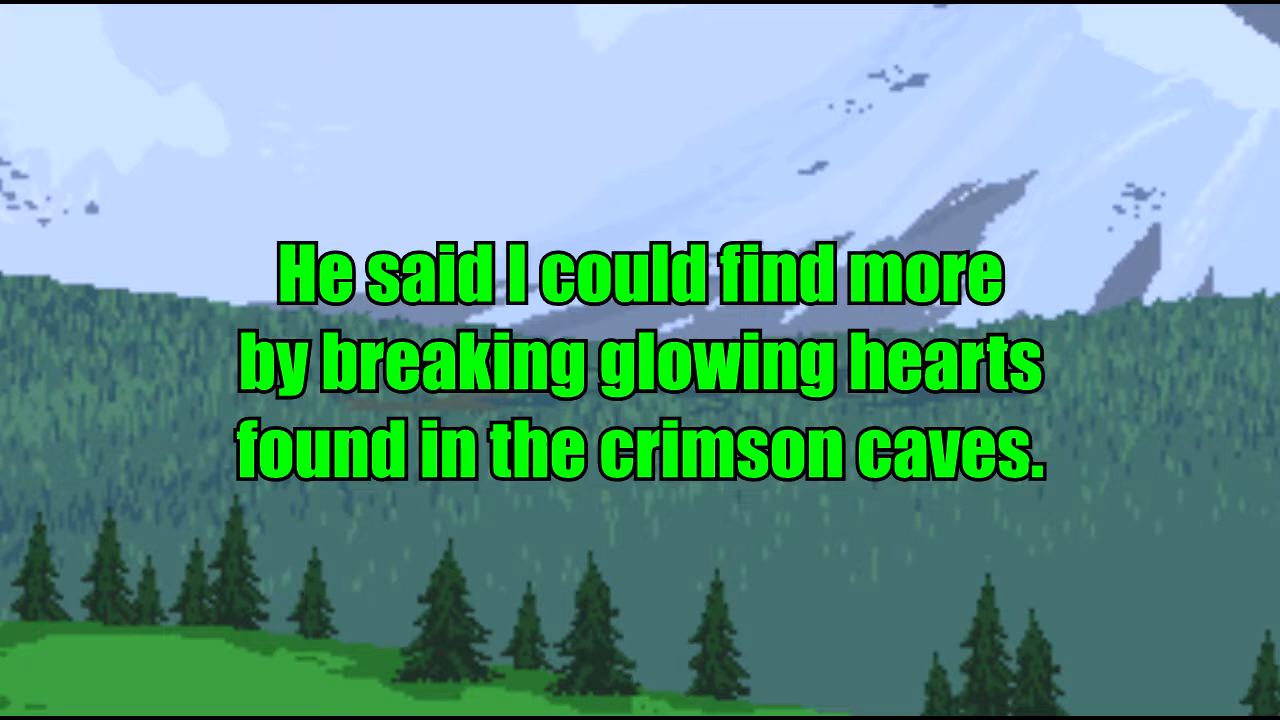 He said I could find more
by breaking glowing hearts
found in the crimson caves.